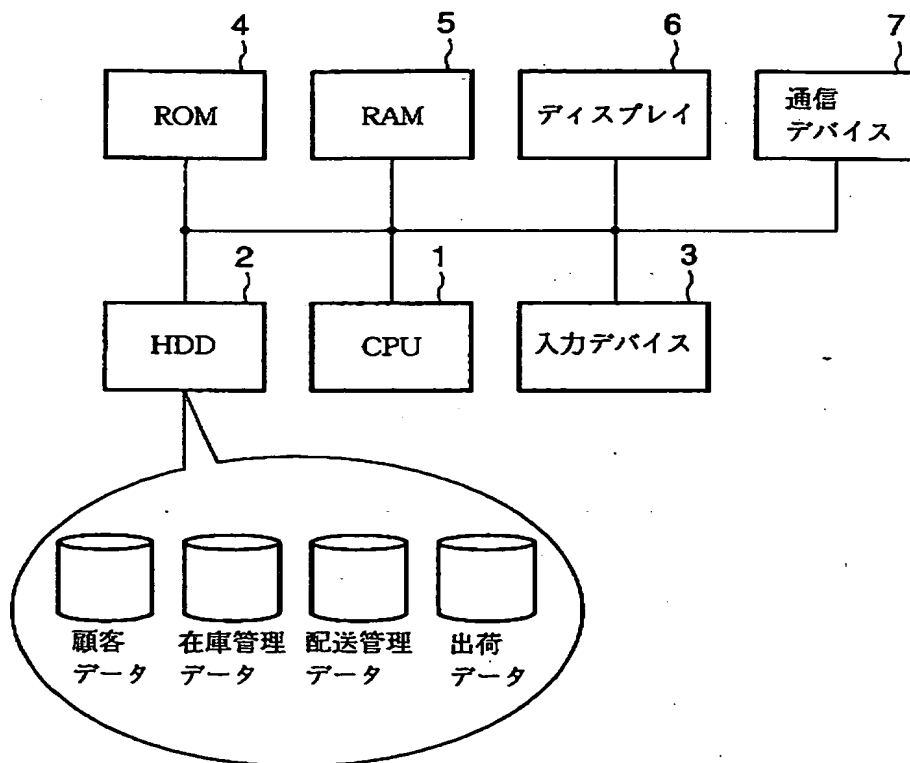 4
5
6
7
ROM
RAM
ディスプレイ
通信
デバイス
2
1
3
HDD
CPU
入力デバイス
顧客
データ
在庫管理
データ
配送管理
データ
出荷
データ